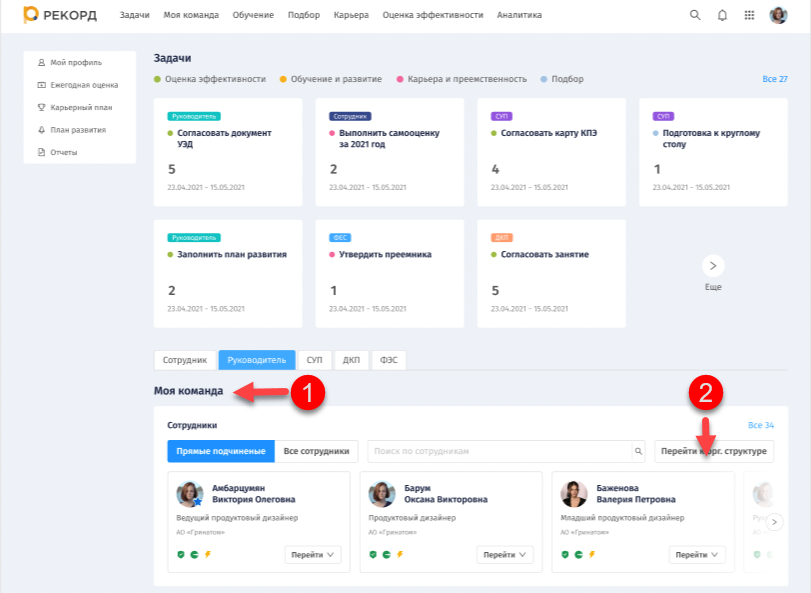 РЕКОРД
Задачи Моя команда Обучение Подбор Карьера Оценка эффективности Аналитика
Мой профиль
Ежегодная оценка
Карьерный план
План развития
Отчеты
Задачи
Оценка эффективности Обучение и развитие Карьера и преемственность Подбор Все 27
Руководитель
Согласовать документ
УЭД
5
23.04.2021 - 15.05.2021
Сотрудник
Выполнить самооценку
за 2021 год
2
23.04.2021 - 15.05.2021
СУП
Согласовать карту КПЭ
4
23.04.2021 - 15.05.2021
СУП
Подготовка к круглому
столу
1
23.04.2021 - 15.05.2021
Руководитель
Заполнить план развития
2
23.04.2021 - 15.05.2021
ФЕС
Утвердить преемника
1
23.04.2021 - 15.05.2021
ДКП
Согласовать занятие
5
23.04.2021 - 15.05.2021
Еще
Сотрудник Руководитель СУП ДКП ФЭС
Моя команда
1
2
Сотрудники Все 34
Прямые подчиненые Все сотрудники Поиск по сотрудникам Перейти орг. структуре
Амбарцумян
Виктория Олеговна
Ведущий продуктовый дизайнер
АО «Гренатом»
Перейти
Барум
Оксана Викторовна
Продуктовый дизайнер
АО «Гренатом»
Перейти
Баженова
Валерия Петровна
Младший продуктовый дизайнер
АО «Гренатом»
Перейти